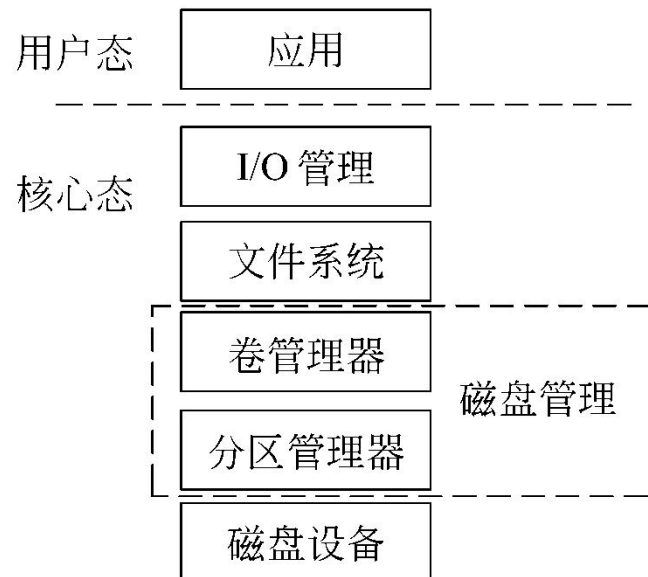 用户态
应用
I/O 管理
核心态
文件系统
卷管理器
磁盘管理
分区管理器
磁盘设备